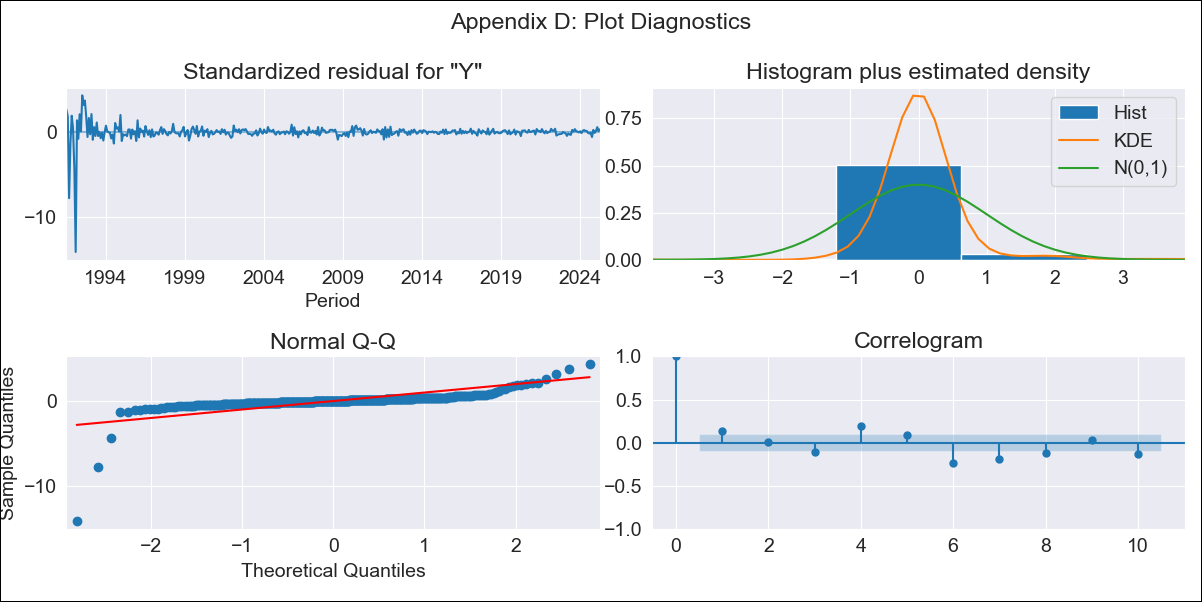 Appendix D: Plot Diagnostics
Standardized residual for "Y"
0
−10
1994 1999 2004 2009 2014 2019 2024
Period
Histogram plus estimated density
0.75
0.50
0.25
0.00
−3 −2 −1 0 1 2 3
Hist
KDE
N(0,1)
Normal Q-Q
Sample Quantiles
0
−10
−2 −1 0 1 2
Theoretical Quantiles
Correlogram
1.0
0.5
0.0
−0.5
−1.0
0 2 4 6 8 10